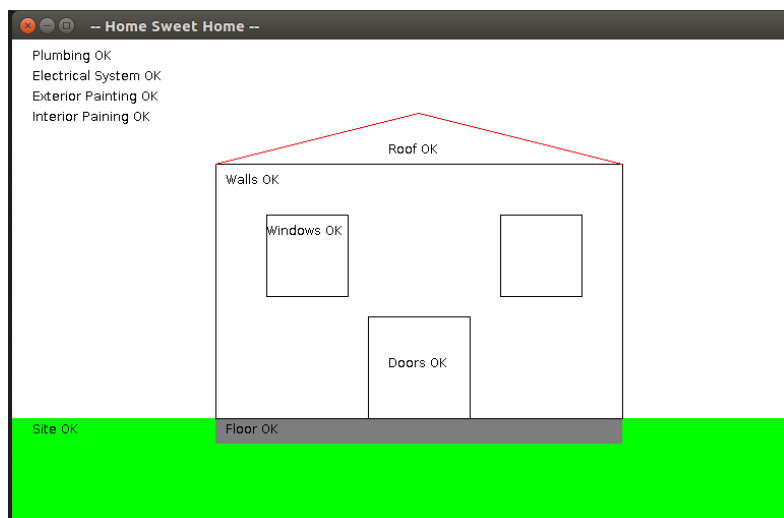 -- Home Sweet Home --
Plumbing OK
Electrical System OK
Exterior Painting OK
Interior Paining OK
Roof OK
Walls OK
Windows OK
Doors OK
Site OK
Floor OK